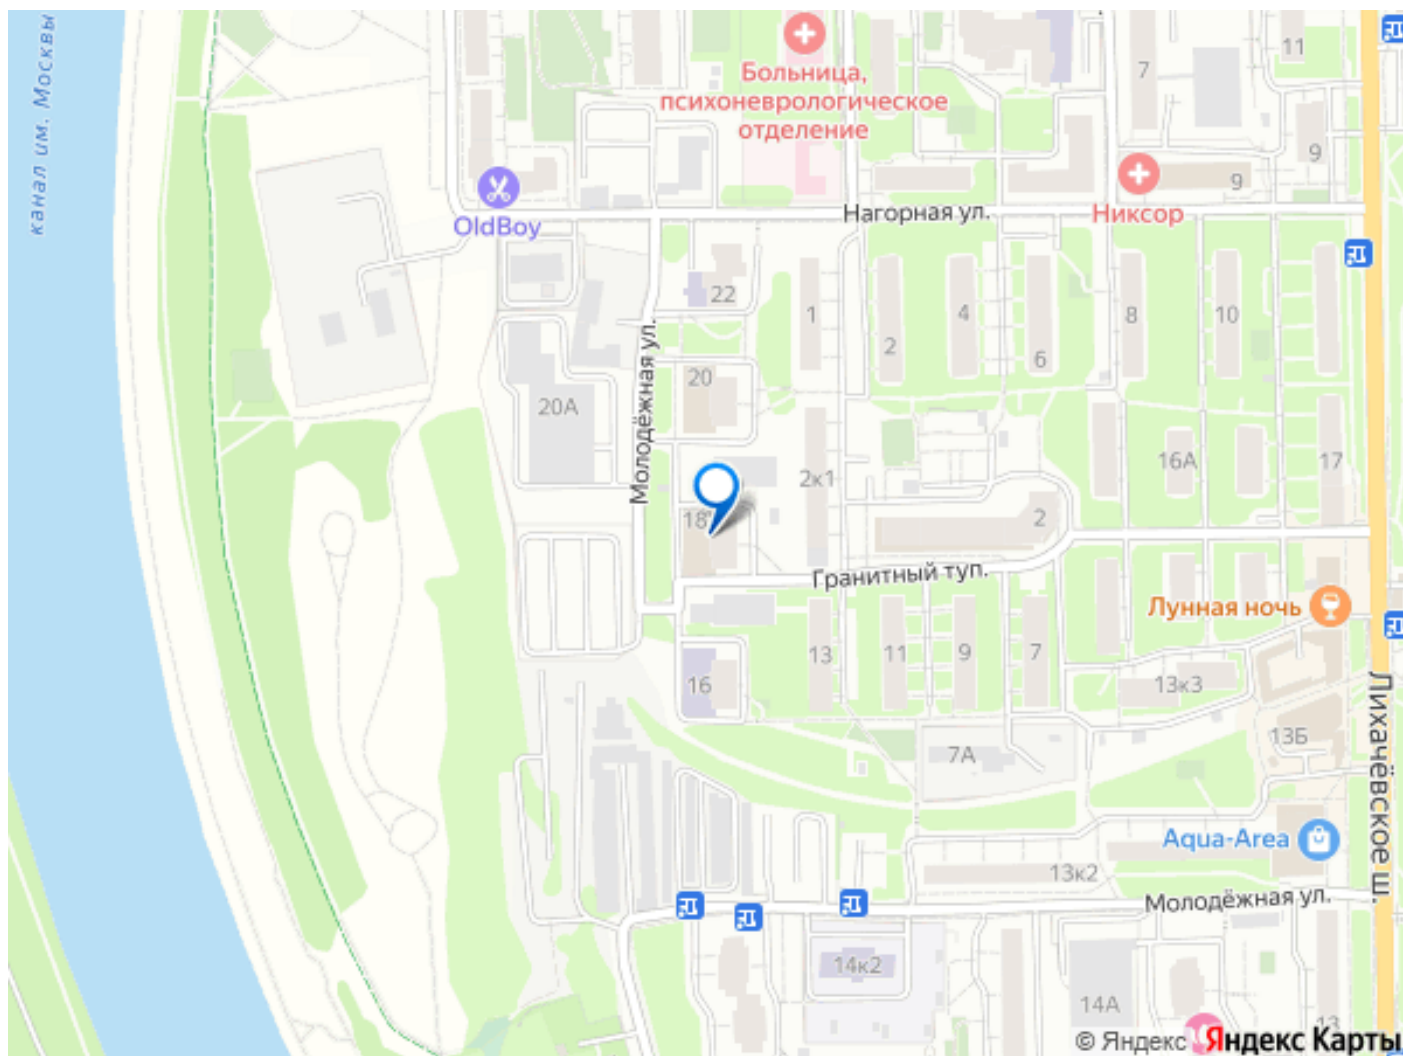 канал им. Москвы
Больница,
психоневрологическое
отделение
11
7
9
9
OldBoy
Нагорная ул.
Никсор
22
1
2
4
6
8
10
Молодёжная ул.
20
20А
2к1
16А
17
18
2
Гранитный туп.
Лунная ночь
13
11
9
7
16
13к3
13Б
7А
Лихачёвское ш.
Aqua-Area
13к2
Молодёжная ул.
14к2
14А
13
© Яндекс
Яндекс Карты